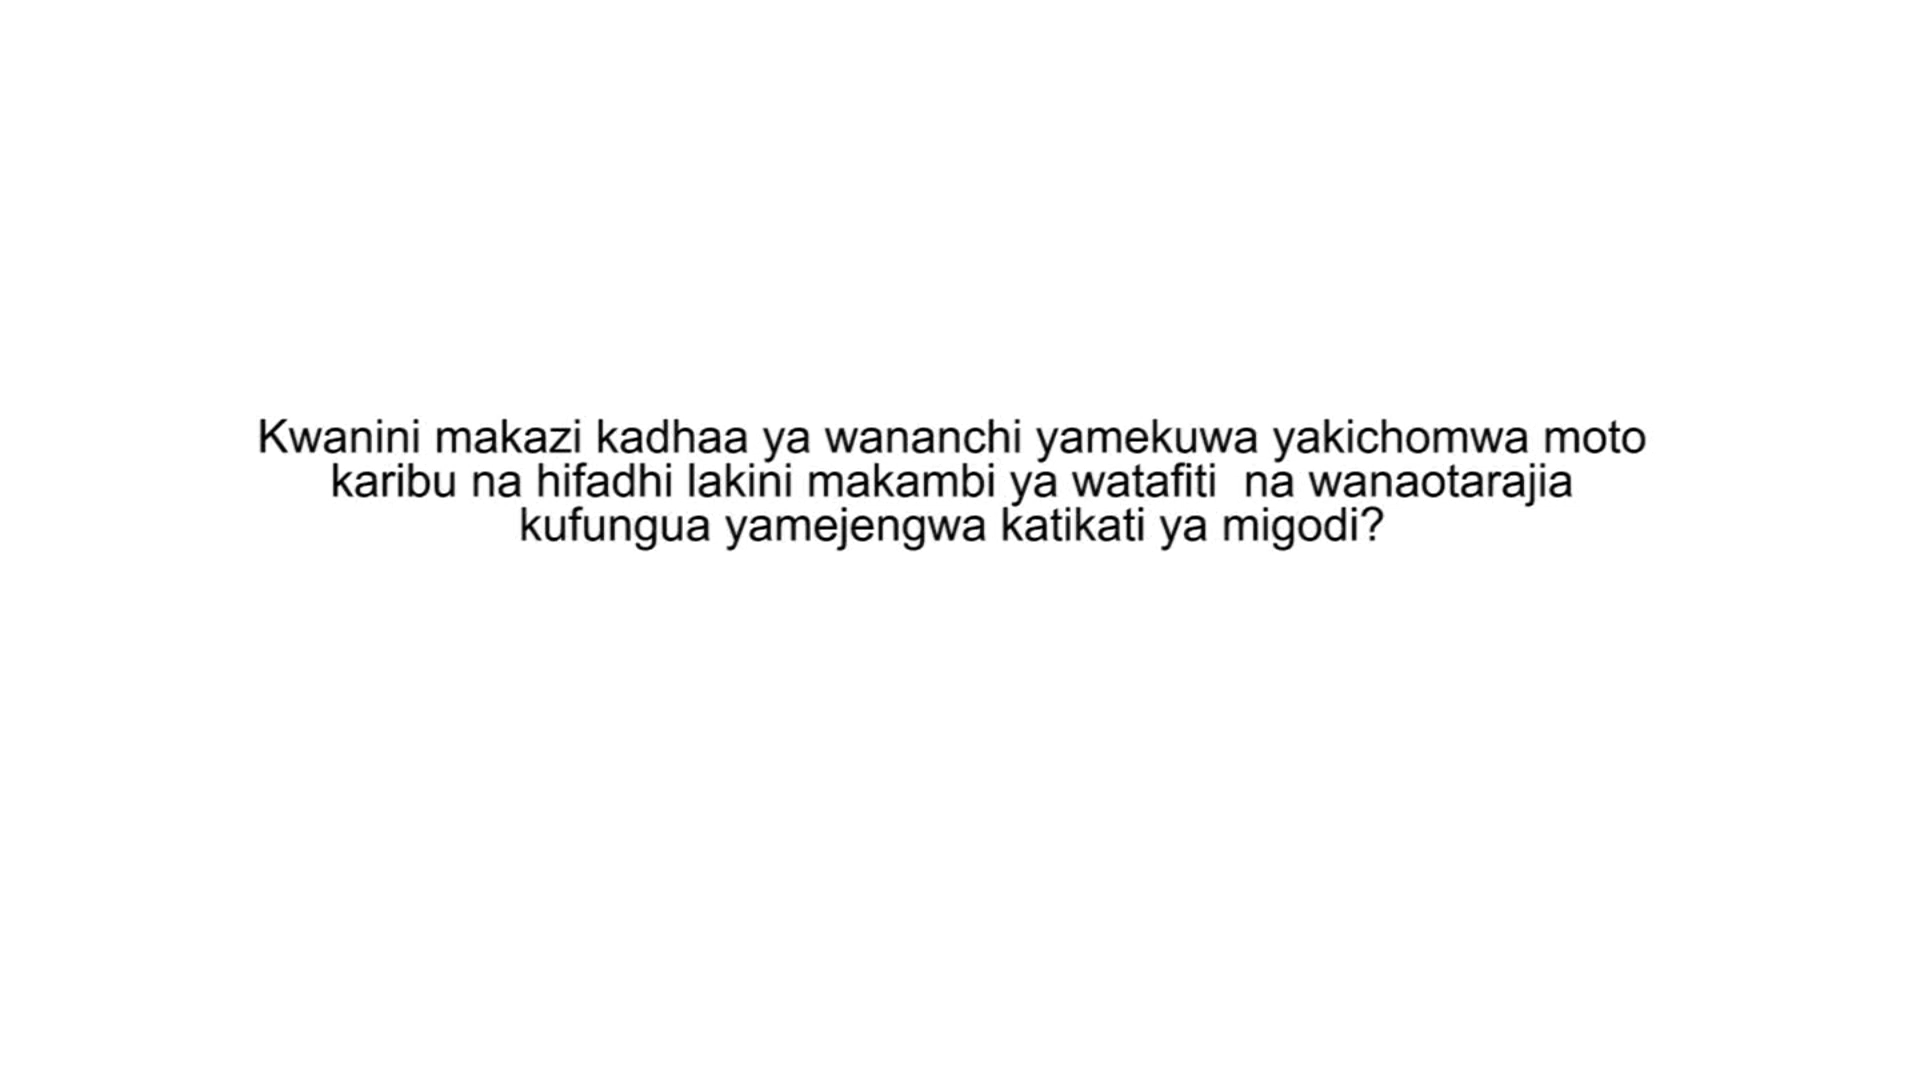 Kwanini makazi kadhaa ya wananchi yamekuwa yakichomwa moto
karibu na hifadhi lakini makambi ya watafiti  na wanaotarajia
kufungua yamejengwa katikati ya migodi?